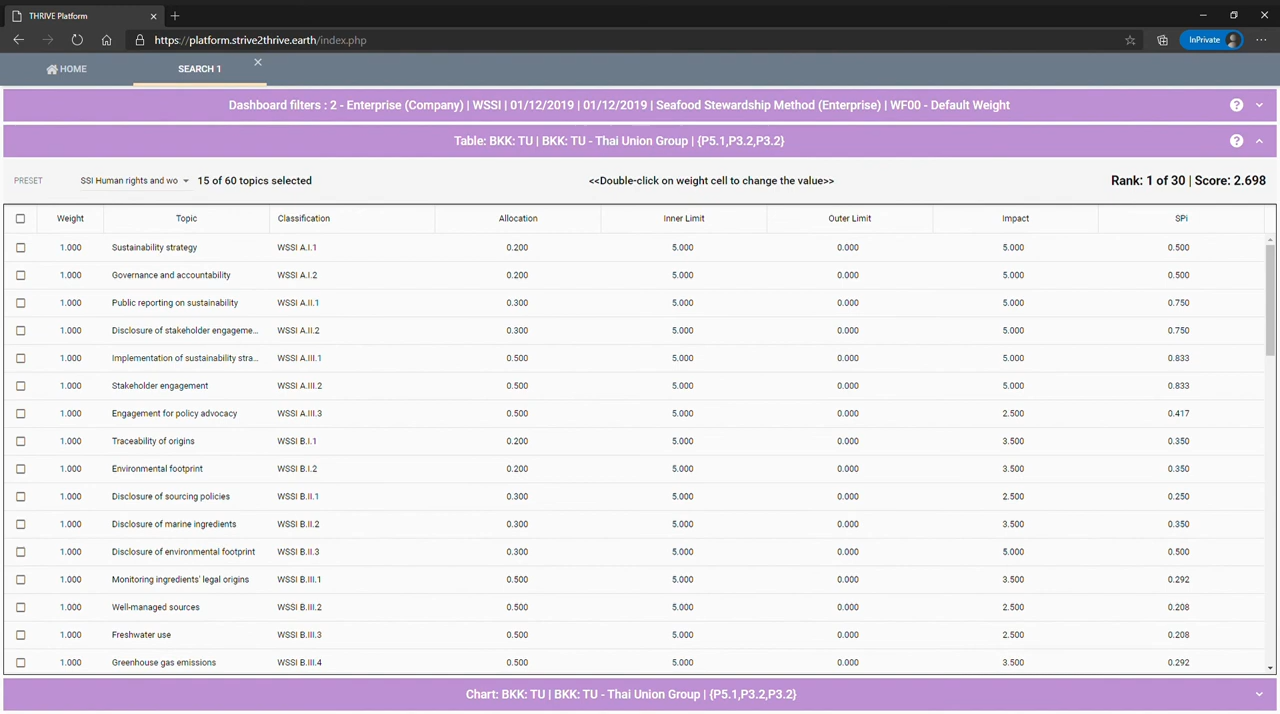 THRIVE Platform
https://platform.strive2thrive.earth/index.php
InPrivate
HOME
SEARCH 1
Dashboard filters : 2 - Enterprise (Company) | WSSI | 01/12/2019 | 01/12/2019 | Seafood Stewardship Method (Enterprise) | WF00 - Default Weight
Table: BKK: TU | BKK: TU - Thai Union Group | {P5.1,P3.2,P3.2}
PRESET SSI Human rights and wo 15 of 60 topics selected <<Double-click on weight cell to change the value>> Rank: 1 of 30 | Score: 2.698
Weight Topic Classification Allocation Inner Limit Outer Limit Impact SPi
1.000 Sustainability strategy WSSI A.I.1 0.200 5.000 0.000 5.000 0.500
1.000 Governance and accountability WSSI A.I.2 0.200 5.000 0.000 5.000 0.500
1.000 Public reporting on sustainability WSSI A.II.1 0.300 5.000 0.000 5.000 0.750
1.000 Disclosure of stakeholder engageme... WSSI A.II.2 0.300 5.000 0.000 5.000 0.750
1.000 Implementation of sustainability stra... WSSI A.III.1 0.500 5.000 0.000 5.000 0.833
1.000 Stakeholder engagement WSSI A.III.2 0.500 5.000 0.000 5.000 0.833
1.000 Engagement for policy advocacy WSSI A.III.3 0.500 5.000 0.000 2.500 0.417
1.000 Traceability of origins WSSI B.I.1 0.200 5.000 0.000 3.500 0.350
1.000 Environmental footprint WSSI B.I.2 0.200 5.000 0.000 3.500 0.350
1.000 Disclosure of sourcing policies WSSI B.II.1 0.300 5.000 0.000 2.500 0.250
1.000 Disclosure of marine ingredients WSSI B.II.2 0.300 5.000 0.000 3.500 0.350
1.000 Disclosure of environmental footprint WSSI B.II.3 0.300 5.000 0.000 5.000 0.500
1.000 Monitoring ingredients' legal origins WSSI B.III.1 0.500 5.000 0.000 3.500 0.292
1.000 Well-managed sources WSSI B.III.2 0.500 5.000 0.000 2.500 0.208
1.000 Freshwater use WSSI B.III.3 0.500 5.000 0.000 2.500 0.208
1.000 Greenhouse gas emissions WSSI B.III.4 0.500 5.000 0.000 3.500 0.292
Chart: BKK: TU | BKK: TU - Thai Union Group | {P5.1,P3.2,P3.2}